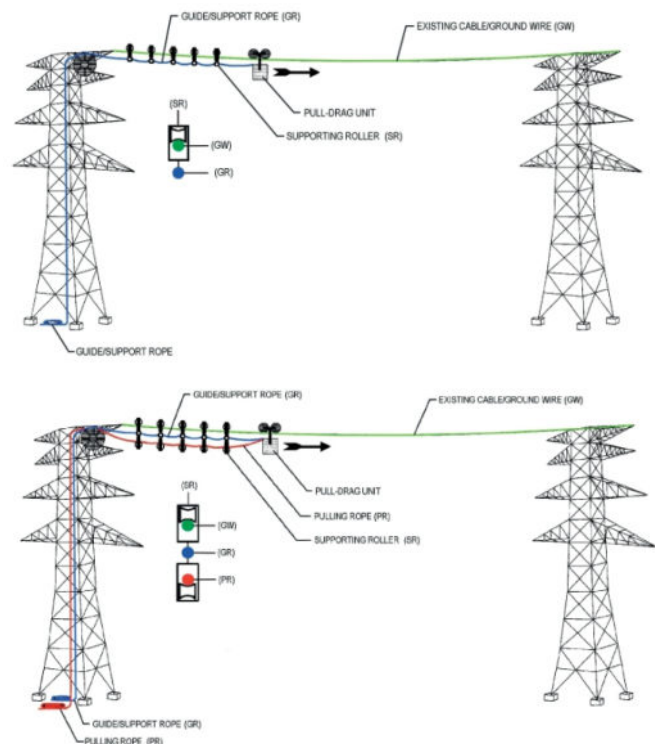 GUIDE/SUPPORT ROPE (GR)
EXISTING CABLE/GROUND WIRE (GW)
(SR)
PULL-DRAG UNIT
SUPPORTING ROLLER (SR)
(GW)
(GR)
GUIDE/SUPPORT ROPE
GUIDE/SUPPORT ROPE (GR)
EXISTING CABLE/GROUND WIRE (GW)
PULL-DRAG UNIT
(SR)
PULLING ROPE (PR)
(GW)
SUPPORTING ROLLER (SR)
(GR)
(PR)
GUIDE/SUPPORT ROPE (GR)
PULLING ROPE (PR)